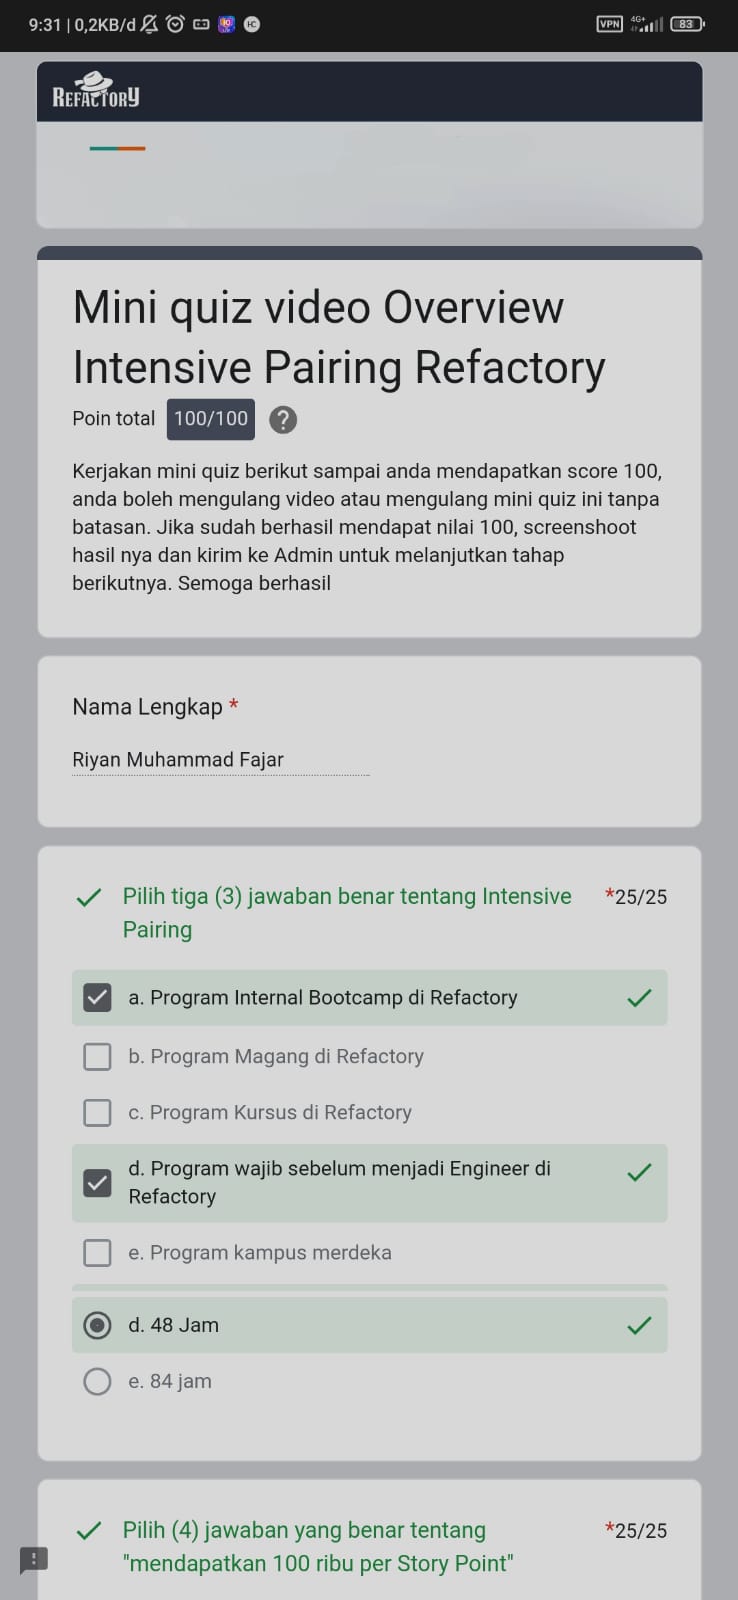 9:31 | 0,2KB/d
HC
VPN
4G+
83
REFACTORY
Mini quiz video Overview
Intensive Pairing Refactory
Poin total 100/100 ?
Kerjakan mini quiz berikut sampai anda mendapatkan score 100,
anda boleh mengulang video atau mengulang mini quiz ini tanpa
batasan. Jika sudah berhasil mendapat nilai 100, screenshoot
hasil nya dan kirim ke Admin untuk melanjutkan tahap
berikutnya. Semoga berhasil
Nama Lengkap *
Riyan Muhammad Fajar
Pilih tiga (3) jawaban benar tentang Intensive *25/25
Pairing
a. Program Internal Bootcamp di Refactory
b. Program Magang di Refactory
c. Program Kursus di Refactory
d. Program wajib sebelum menjadi Engineer di
Refactory
e. Program kampus merdeka
d. 48 Jam
e. 84 jam
Pilih (4) jawaban yang benar tentang *25/25
"mendapatkan 100 ribu per Story Point"